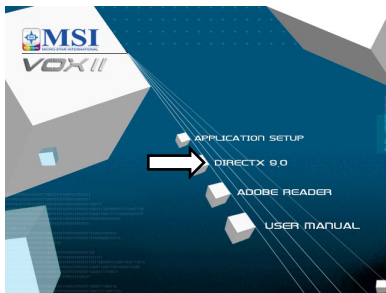 MSI
MICRO-STAR INTERNATIONAL
VOX II
APPLICATION SETUP
DIRECTX 9.0
ADOBE READER
USER MANUAL